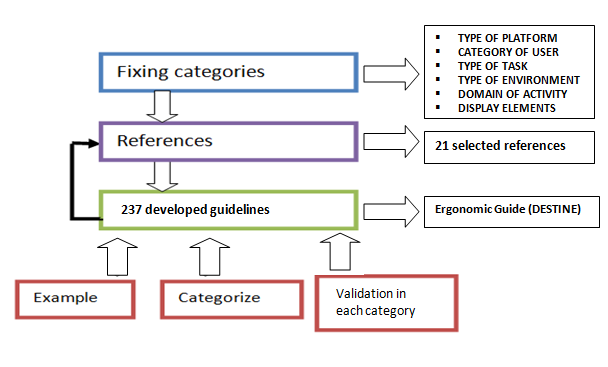 Fixing categories
▪ TYPE OF PLATFORM
▪ CATEGORY OF USER
▪ TYPE OF TASK
▪ TYPE OF ENVIRONMENT
▪ DOMAIN OF ACTIVITY
▪ DISPLAY ELEMENTS
References
21 selected references
237 developed guidelines
Ergonomic Guide (DESTINE)
Example
Categorize
Validation in
each category